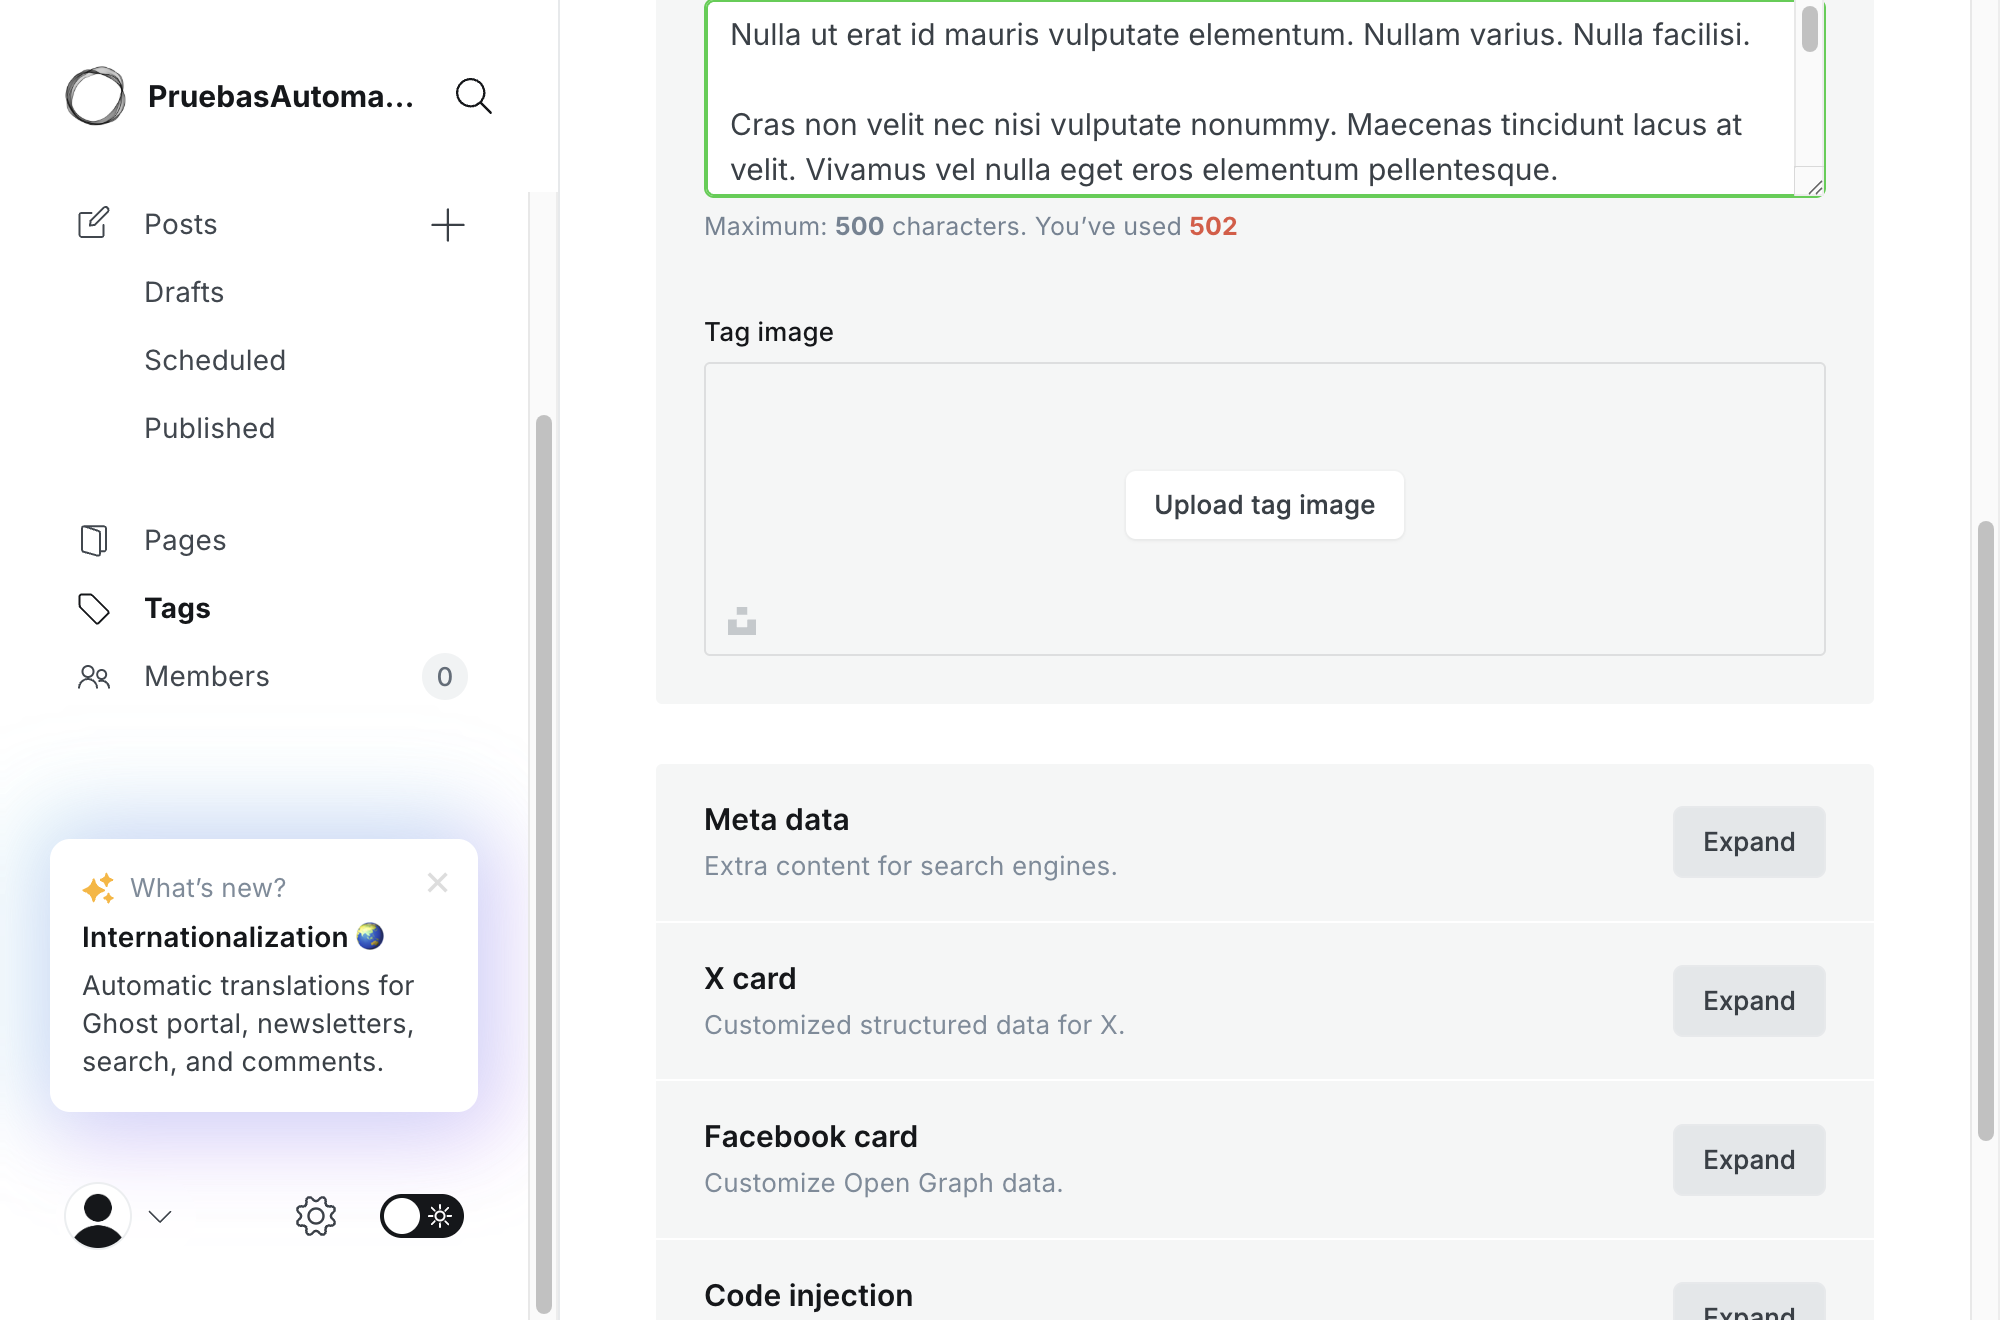 PruebasAutoma...
Posts
Drafts
Scheduled
Published
Pages
Tags
Members
0
What’s new?
Internationalization
Automatic translations for
Ghost portal, newsletters,
search, and comments.
Nulla ut erat id mauris vulputate elementum. Nullam varius. Nulla facilisi.
Cras non velit nec nisi vulputate nonummy. Maecenas tincidunt lacus at
velit. Vivamus vel nulla eget eros elementum pellentesque.
Maximum: 500 characters. You’ve used 502
Tag image
Upload tag image
Meta data
Extra content for search engines.
Expand
X card
Customized structured data for X.
Expand
Facebook card
Customize Open Graph data.
Expand
Code injection
Expand